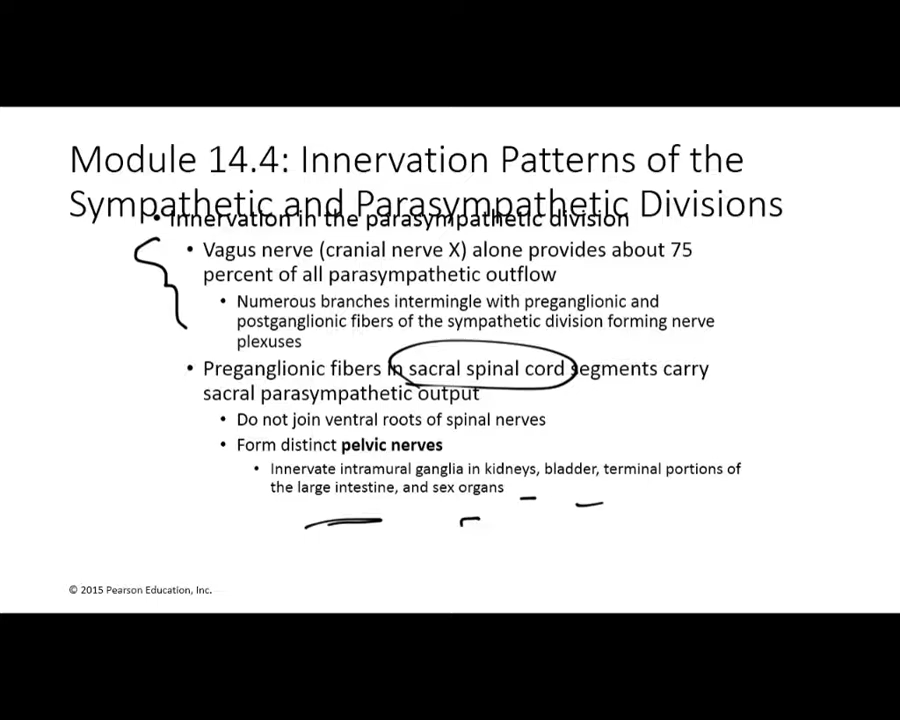 Module 14.4: Innervation Patterns of the
Sympathetic and Parasympathetic Divisions
• Innervation in the parasympathetic division
• Vagus nerve (cranial nerve X) alone provides about 75
percent of all parasympathetic outflow
• Numerous branches intermingle with preganglionic and
postganglionic fibers of the sympathetic division forming nerve
plexuses
• Preganglionic fibers in sacral spinal cord segments carry
sacral parasympathetic output
• Do not join ventral roots of spinal nerves
• Form distinct pelvic nerves
• Innervate intramural ganglia in kidneys, bladder, terminal portions of
the large intestine, and sex organs
© 2015 Pearson Education, Inc.